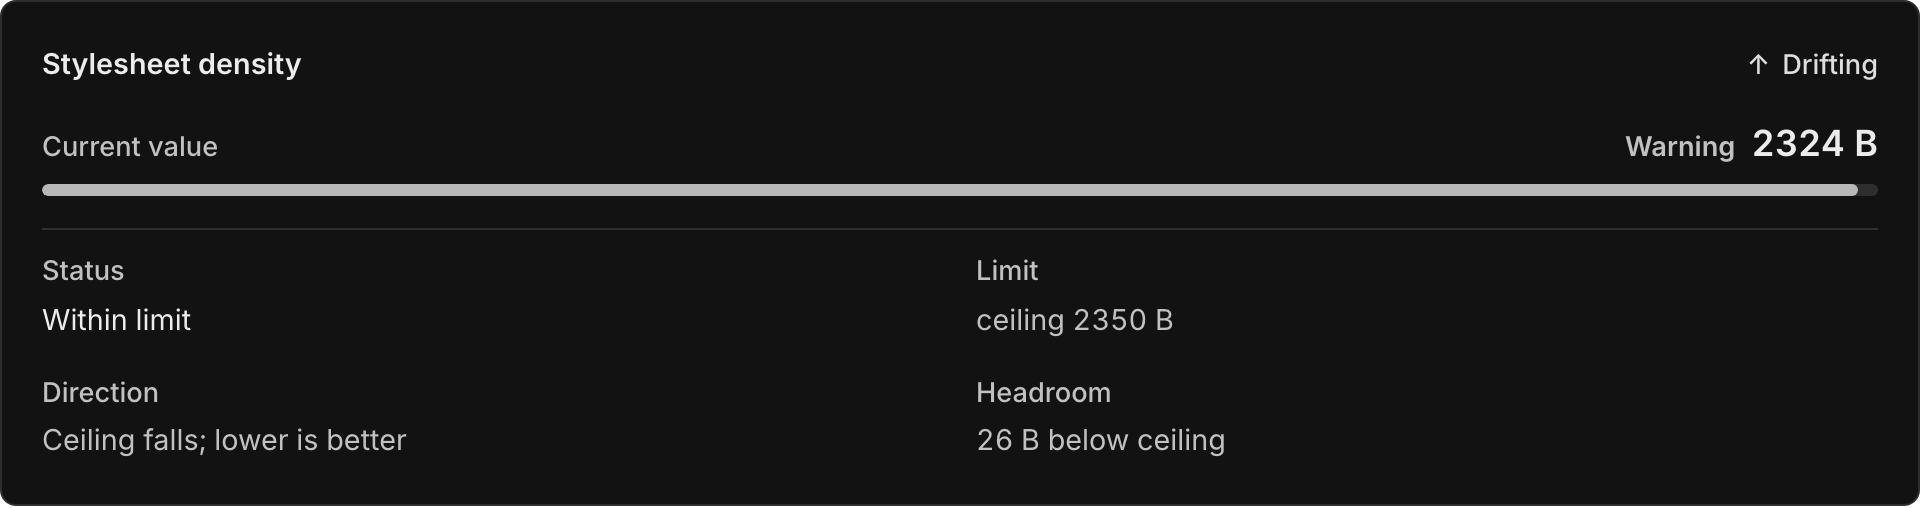 Stylesheet density
↑ Drifting
Current value
Warning 2324 B
Status
Limit
Within limit
ceiling 2350 B
Direction
Headroom
Ceiling falls; lower is better
26 B below ceiling